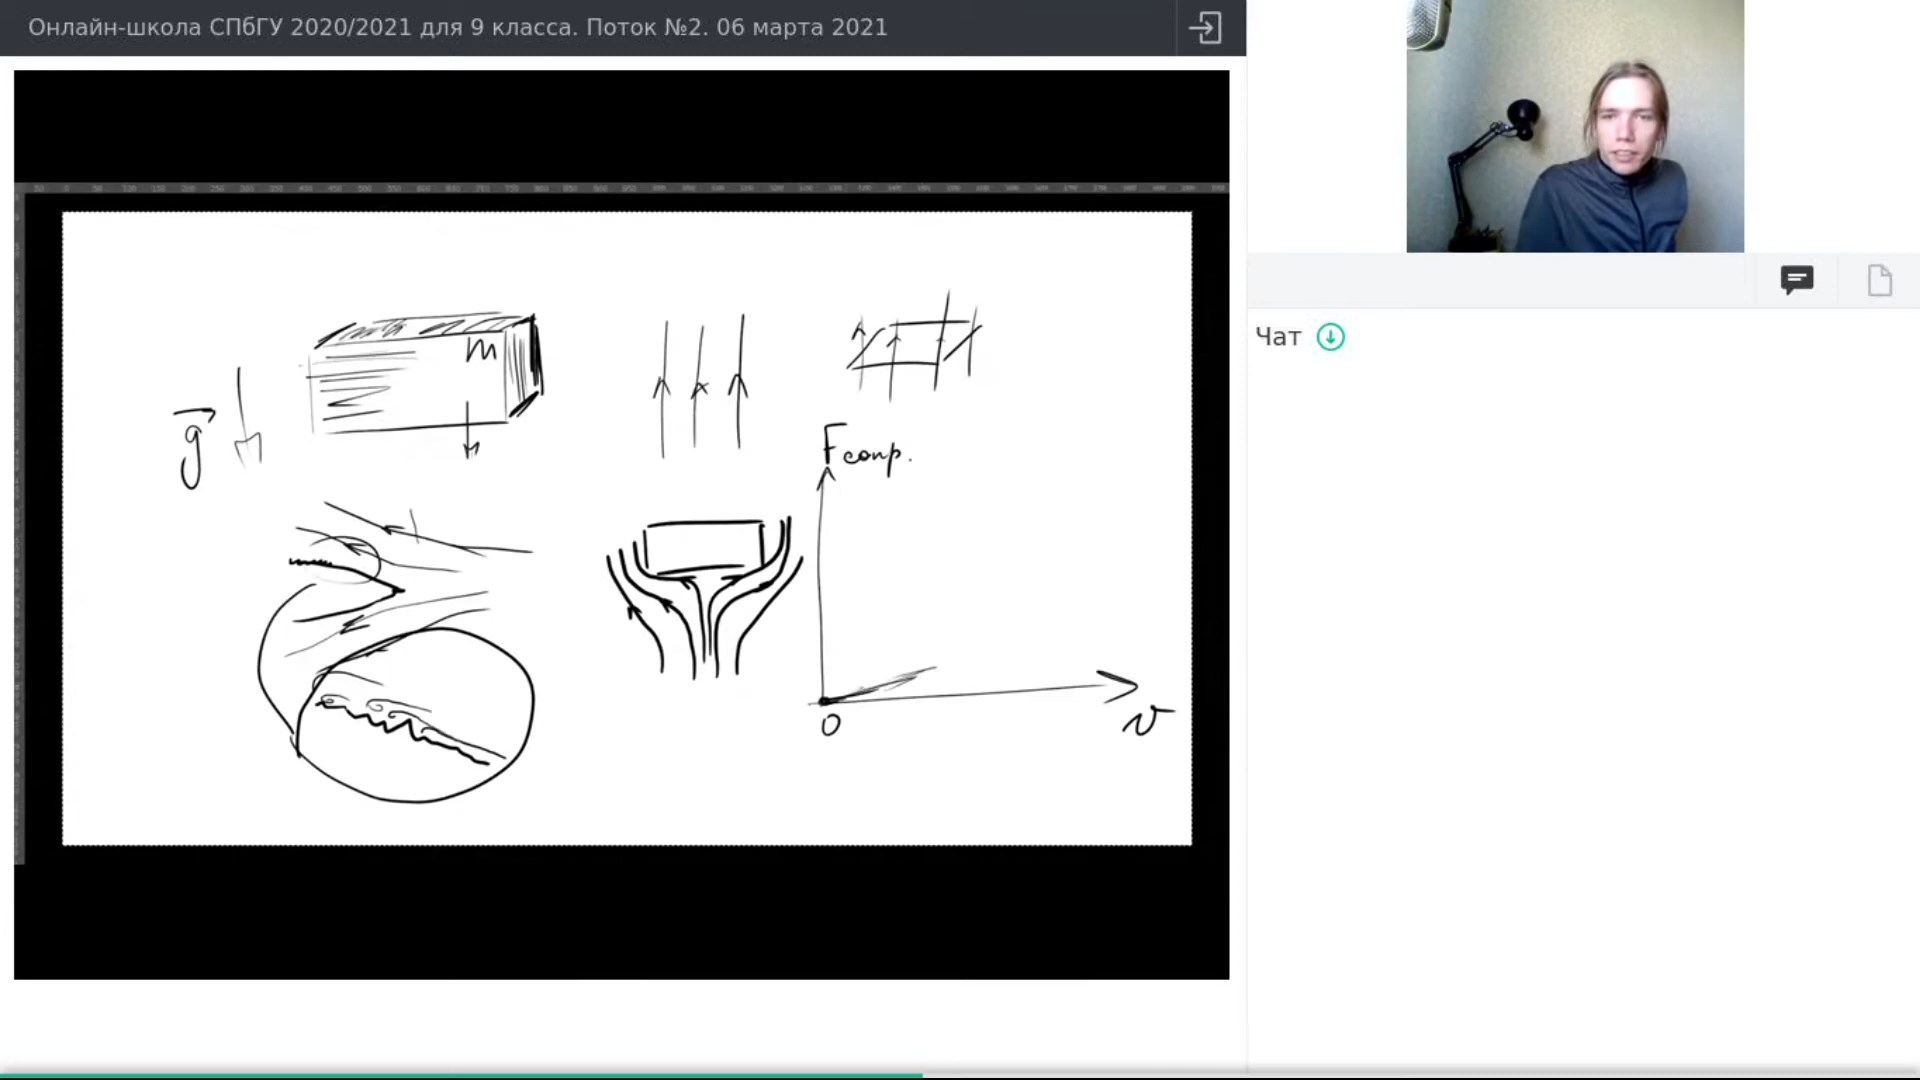 Онлайн-школа СПбГУ 2020/2021 для 9 класса. Поток №2. 06 марта 2021
Чат
m
g
Fсопр.
0
v